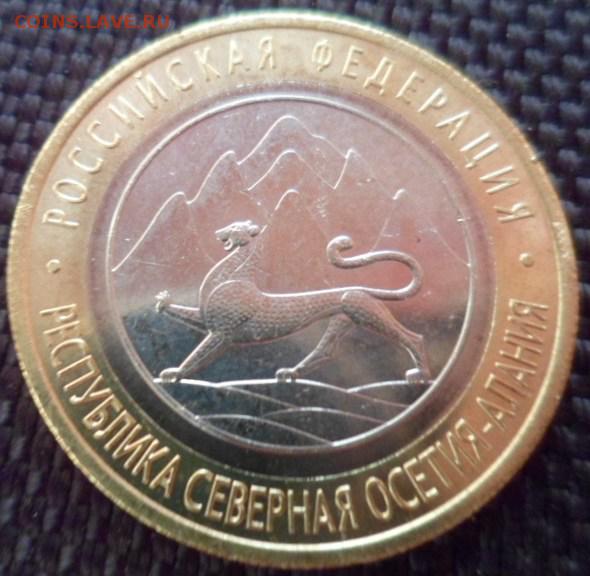 COINS.LAVE.RU
• РОССИЙСКАЯ ФЕДЕРАЦИЯ •
РЕСПУБЛИКА СЕВЕРНАЯ ОСЕТИЯ-АЛАНИЯ